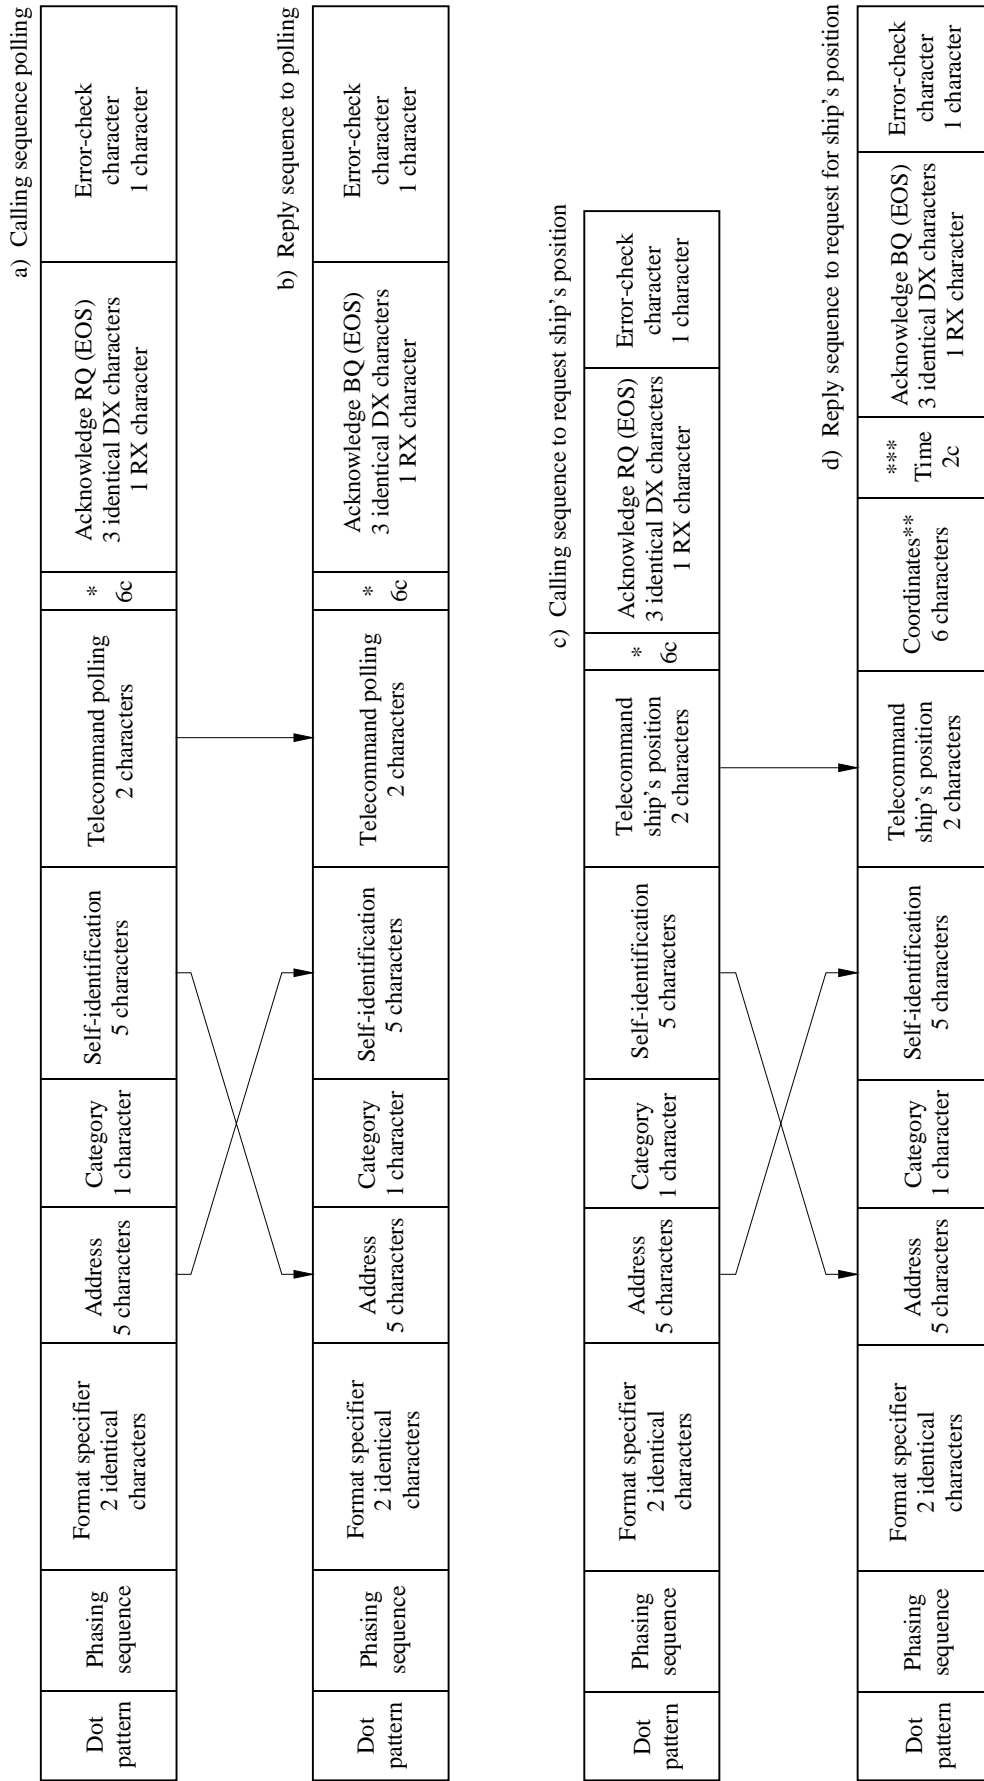 a) Calling sequence polling
Dot
pattern
Phasing
sequence
Format specifier
2 identical
characters
Address
5 characters
Category
1 character
Self-identification
5 characters
Telecommand polling
2 characters
*
6c
Acknowledge RQ (EOS)
3 identical DX characters
1 RX character
Error-check
character
1 character
b) Reply sequence to polling
Dot
pattern
Phasing
sequence
Format specifier
2 identical
characters
Address
5 characters
Category
1 character
Self-identification
5 characters
Telecommand polling
2 characters
*
6c
Acknowledge BQ (EOS)
3 identical DX characters
1 RX character
Error-check
character
1 character
c) Calling sequence to request ship's position
Dot
pattern
Phasing
sequence
Format specifier
2 identical
characters
Address
5 characters
Category
1 character
Self-identification
5 characters
Telecommand
ship's position
2 characters
*
6c
Acknowledge RQ (EOS)
3 identical DX characters
1 RX character
Error-check
character
1 character
d) Reply sequence to request for ship's position
Dot
pattern
Phasing
sequence
Format specifier
2 identical
characters
Address
5 characters
Category
1 character
Self-identification
5 characters
Telecommand
ship's position
2 characters
Coordinates**
6 characters
***
Time
2c
Acknowledge BQ (EOS)
3 identical DX characters
1 RX character
Error-check
character
1 character